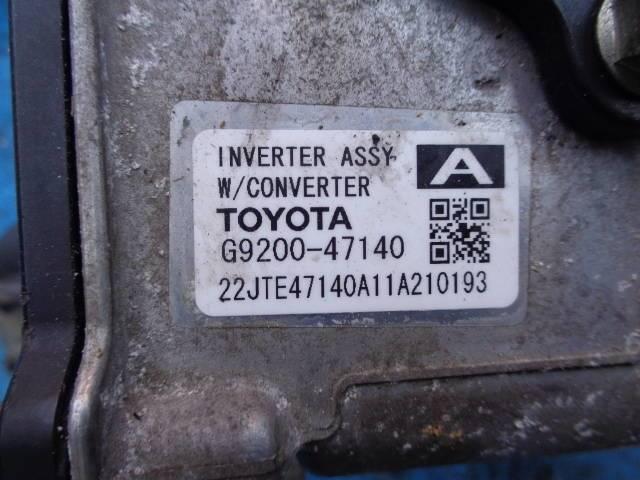 INVERTER ASSY
A
W/CONVERTER
TOYOTA
G9200-47140
22JTE47140A11A210193